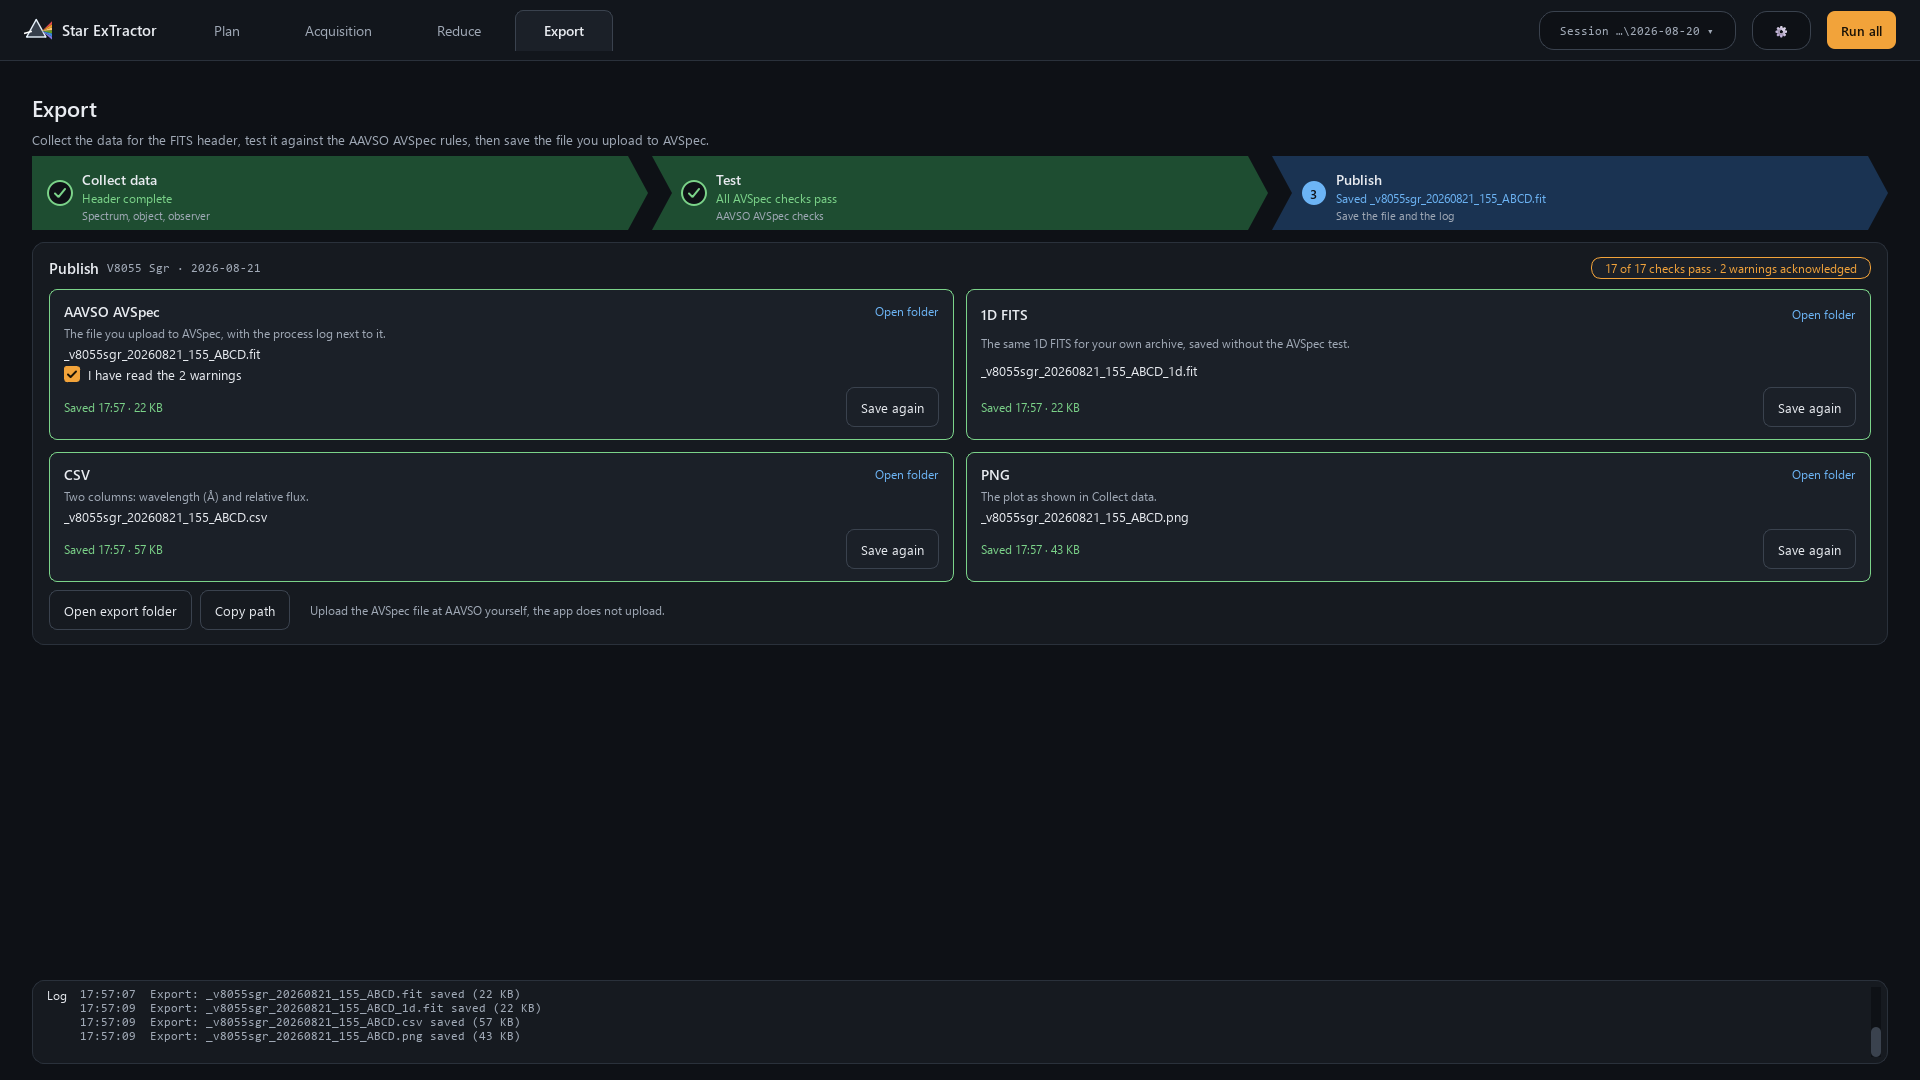 Star ExTractor
Plan
Acquisition
Reduce
Export
Session …\2026-08-20 ▾
Run all
Export
Collect the data for the FITS header, test it against the AAVSO AVSpec rules, then save the file you upload to AVSpec.
Collect data
Header complete
Spectrum, object, observer
Test
All AVSpec checks pass
AAVSO AVSpec checks
3
Publish
Saved _v8055sgr_20260821_155_ABCD.fit
Save the file and the log
Publish V8055 Sgr · 2026-08-21
17 of 17 checks pass · 2 warnings acknowledged
AAVSO AVSpec
Open folder
The file you upload to AVSpec, with the process log next to it.
_v8055sgr_20260821_155_ABCD.fit
I have read the 2 warnings
Saved 17:57 · 22 KB
Save again
1D FITS
Open folder
The same 1D FITS for your own archive, saved without the AVSpec test.
_v8055sgr_20260821_155_ABCD_1d.fit
Saved 17:57 · 22 KB
Save again
CSV
Open folder
Two columns: wavelength (Å) and relative flux.
_v8055sgr_20260821_155_ABCD.csv
Saved 17:57 · 57 KB
Save again
PNG
Open folder
The plot as shown in Collect data.
_v8055sgr_20260821_155_ABCD.png
Saved 17:57 · 43 KB
Save again
Open export folder
Copy path
Upload the AVSpec file at AAVSO yourself, the app does not upload.
Log
17:57:07 Export: _v8055sgr_20260821_155_ABCD.fit saved (22 KB)
17:57:09 Export: _v8055sgr_20260821_155_ABCD_1d.fit saved (22 KB)
17:57:09 Export: _v8055sgr_20260821_155_ABCD.csv saved (57 KB)
17:57:09 Export: _v8055sgr_20260821_155_ABCD.png saved (43 KB)